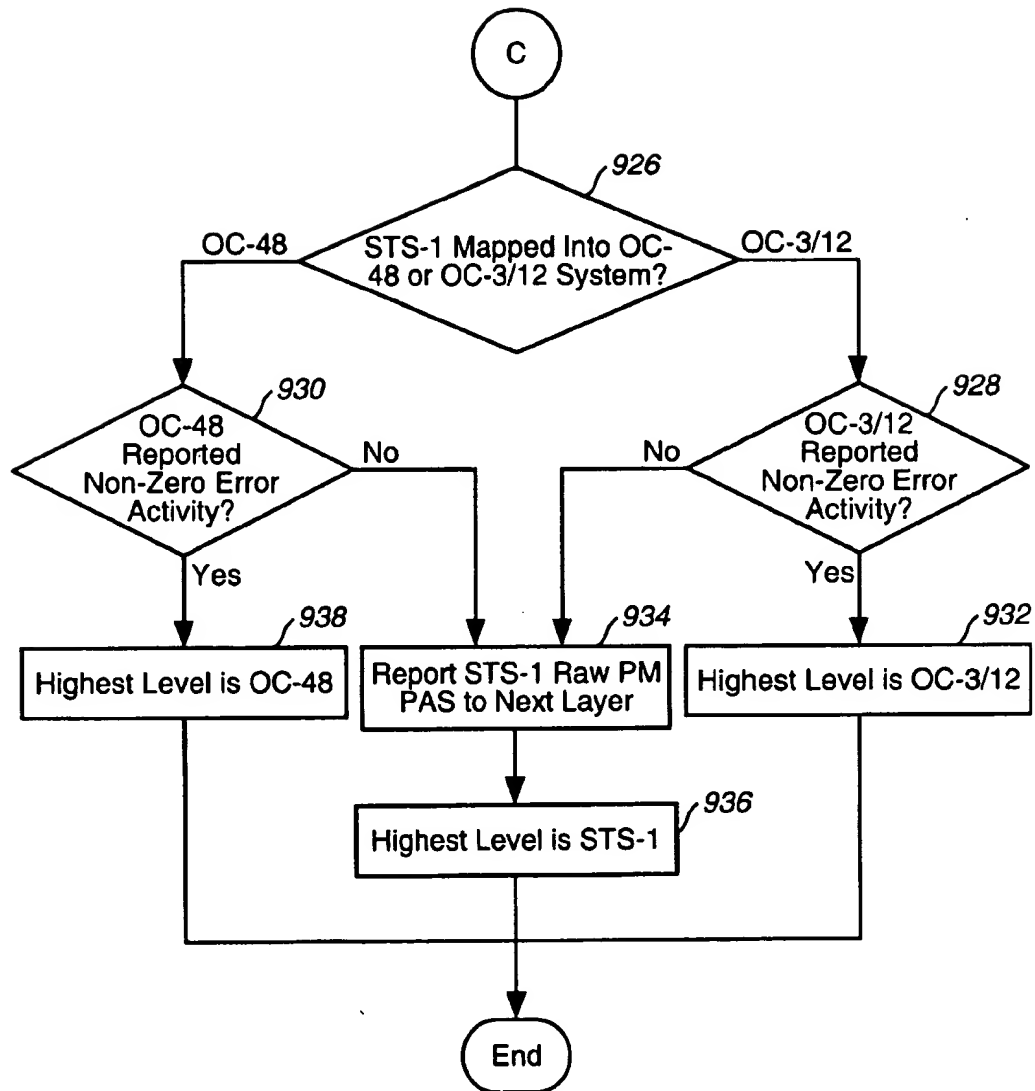 C
926
STS-1 Mapped Into OC-
48 or OC-3/12 System?
OC-48
OC-3/12
930
OC-48
Reported
Non-Zero Error
Activity?
No
Yes
928
OC-3/12
Reported
Non-Zero Error
Activity?
No
Yes
938
Highest Level is OC-48
934
Report STS-1 Raw PM
PAS to Next Layer
932
Highest Level is OC-3/12
936
Highest Level is STS-1
End